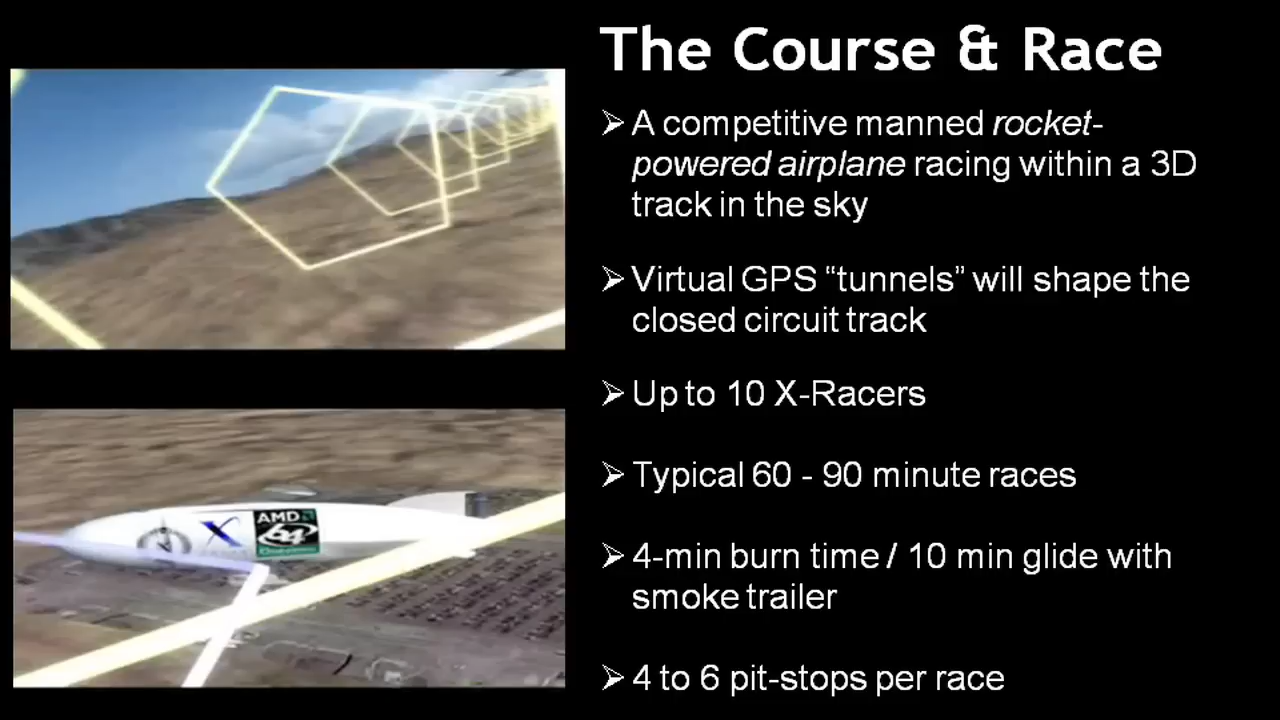 The Course & Race
➢ A competitive manned rocket-
powered airplane racing within a 3D
track in the sky
➢ Virtual GPS “tunnels” will shape the
closed circuit track
➢ Up to 10 X-Racers
➢ Typical 60 - 90 minute races
➢ 4-min burn time / 10 min glide with
smoke trailer
➢ 4 to 6 pit-stops per race
X
AMD
64